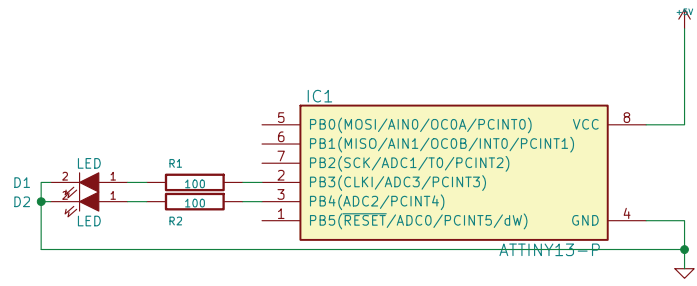 +5V
IC1
5 PB0(MOSI/AIN0/OC0A/PCINT0) VCC 8
6 PB1(MISO/AIN1/OC0B/INT0/PCINT1)
7 PB2(SCK/ADC1/T0/PCINT2)
LED R1
D1 2 1 100 2 PB3(CLKI/ADC3/PCINT3)
D2 2 1 100 3 PB4(ADC2/PCINT4)
LED R2
1 PB5(RESET/ADC0/PCINT5/dW) GND 4
ATTINY13-P